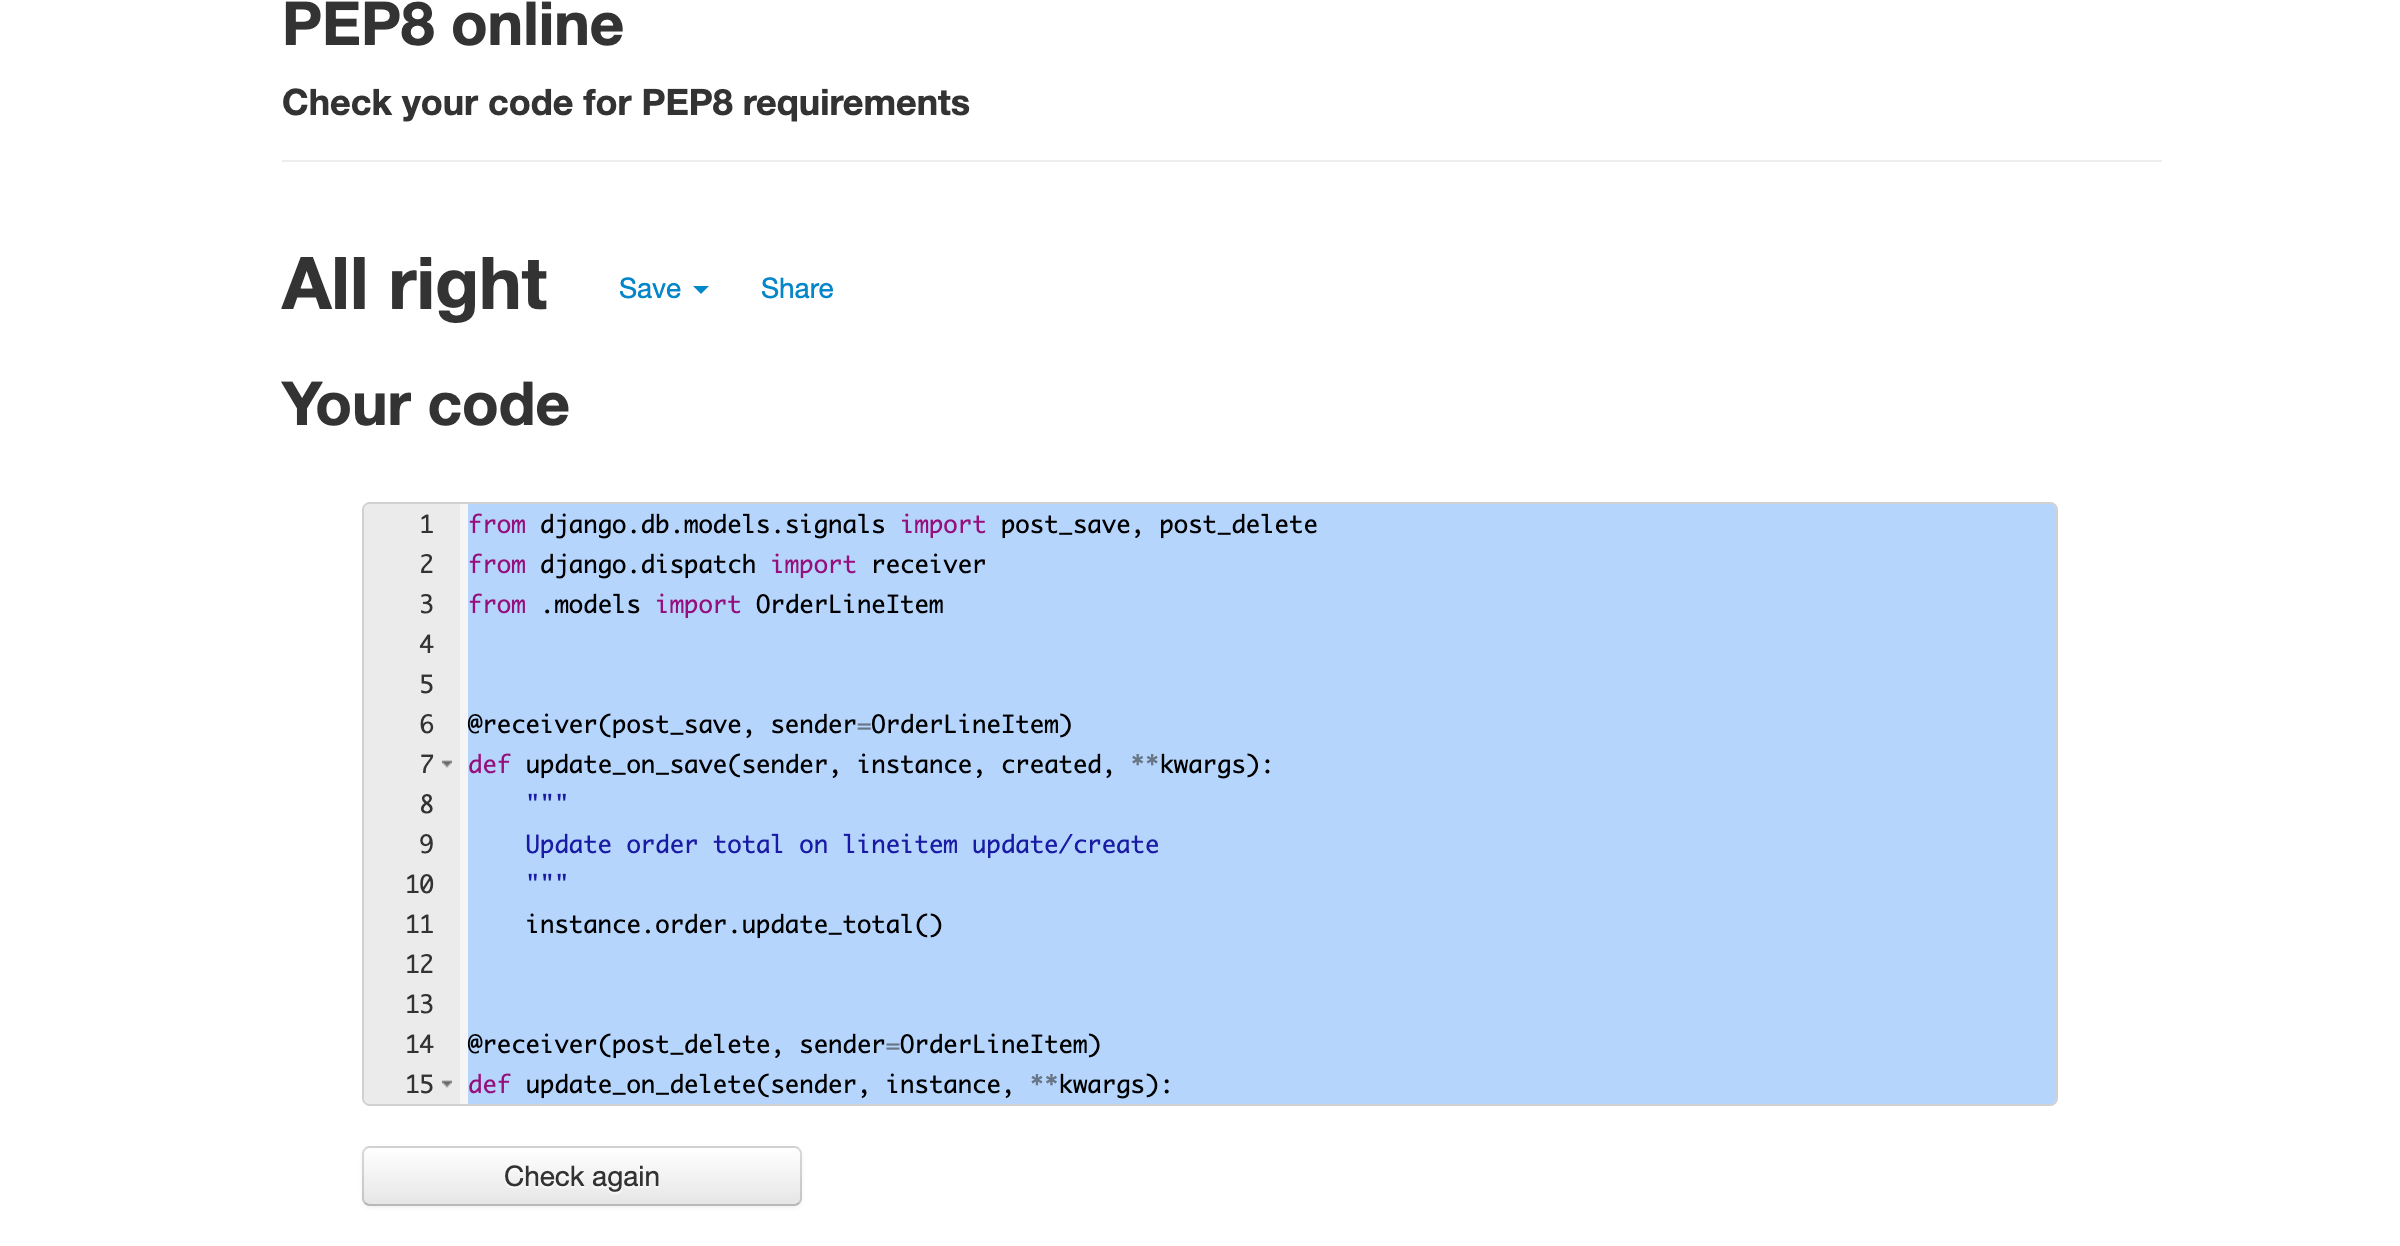 PEP8 online
Check your code for PEP8 requirements
All right Save Share
Your code
1 from django.db.models.signals import post_save, post_delete
2 from django.dispatch import receiver
3 from .models import OrderLineItem
4
5
6 @receiver(post_save, sender=OrderLineItem)
7 def update_on_save(sender, instance, created, **kwargs):
8     """
9     Update order total on lineitem update/create
10     """
11     instance.order.update_total()
12
13
14 @receiver(post_delete, sender=OrderLineItem)
15 def update_on_delete(sender, instance, **kwargs):
Check again